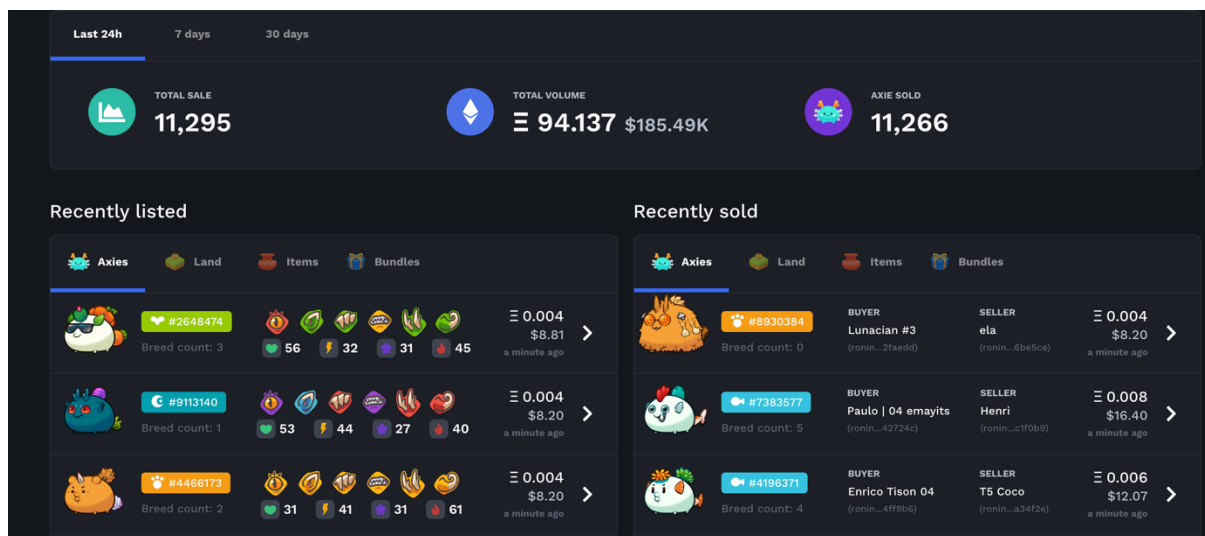 Last 24h 7 days 30 days
TOTAL SALE
11,295
TOTAL VOLUME
Ξ 94.137 $185.49K
AXIE SOLD
11,266
Recently listed
Axies Land Items Bundles
#2648474
Breed count: 3
56 32 31 45
Ξ 0.004
$8.81
a minute ago
#9113140
Breed count: 1
53 44 27 40
Ξ 0.004
$8.20
a minute ago
#4466173
Breed count: 2
31 41 31 61
Ξ 0.004
$8.20
a minute ago
Recently sold
Axies Land Items Bundles
#8930384
Breed count: 0
BUYER
Lunacian #3
(ronin...2faedd)
SELLER
ela
(ronin...6be5ce)
Ξ 0.004
$8.20
a minute ago
#7383577
Breed count: 5
BUYER
Paulo | 04 emayits
(ronin...42724c)
SELLER
Henri
(ronin...c1f0b9)
Ξ 0.008
$16.40
a minute ago
#4196371
Breed count: 4
BUYER
Enrico Tison 04
(ronin...4ff9b6)
SELLER
T5 Coco
(ronin...a34f2e)
Ξ 0.006
$12.07
a minute ago